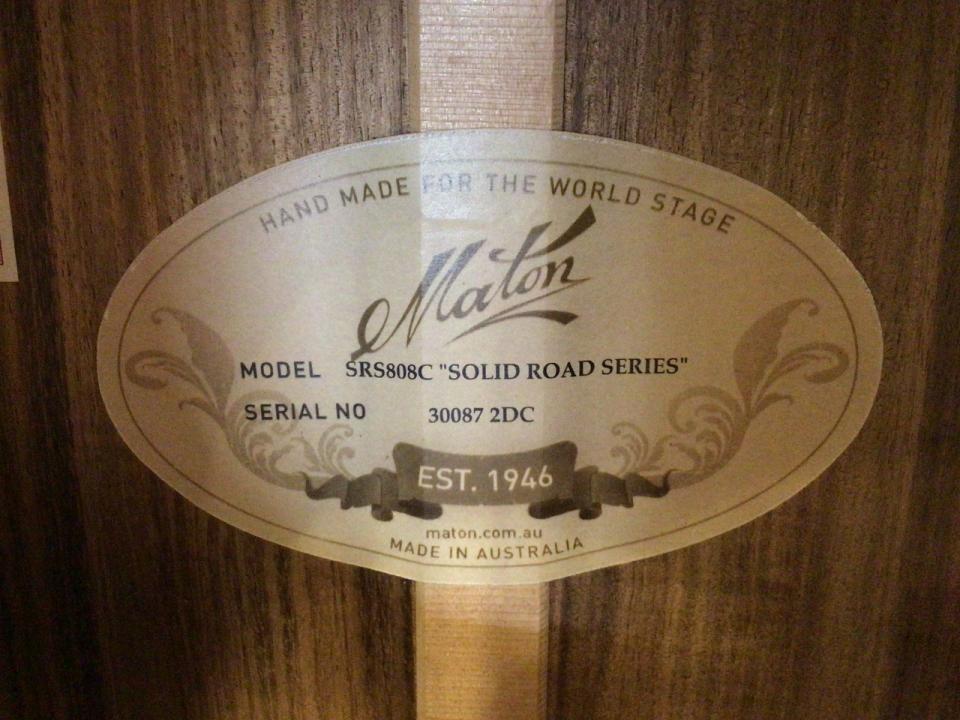 HAND MADE FOR THE WORLD STAGE
Maton
MODEL SRS808C "SOLID ROAD SERIES"
SERIAL NO 30087 2DC
EST. 1946
maton.com.au
MADE IN AUSTRALIA